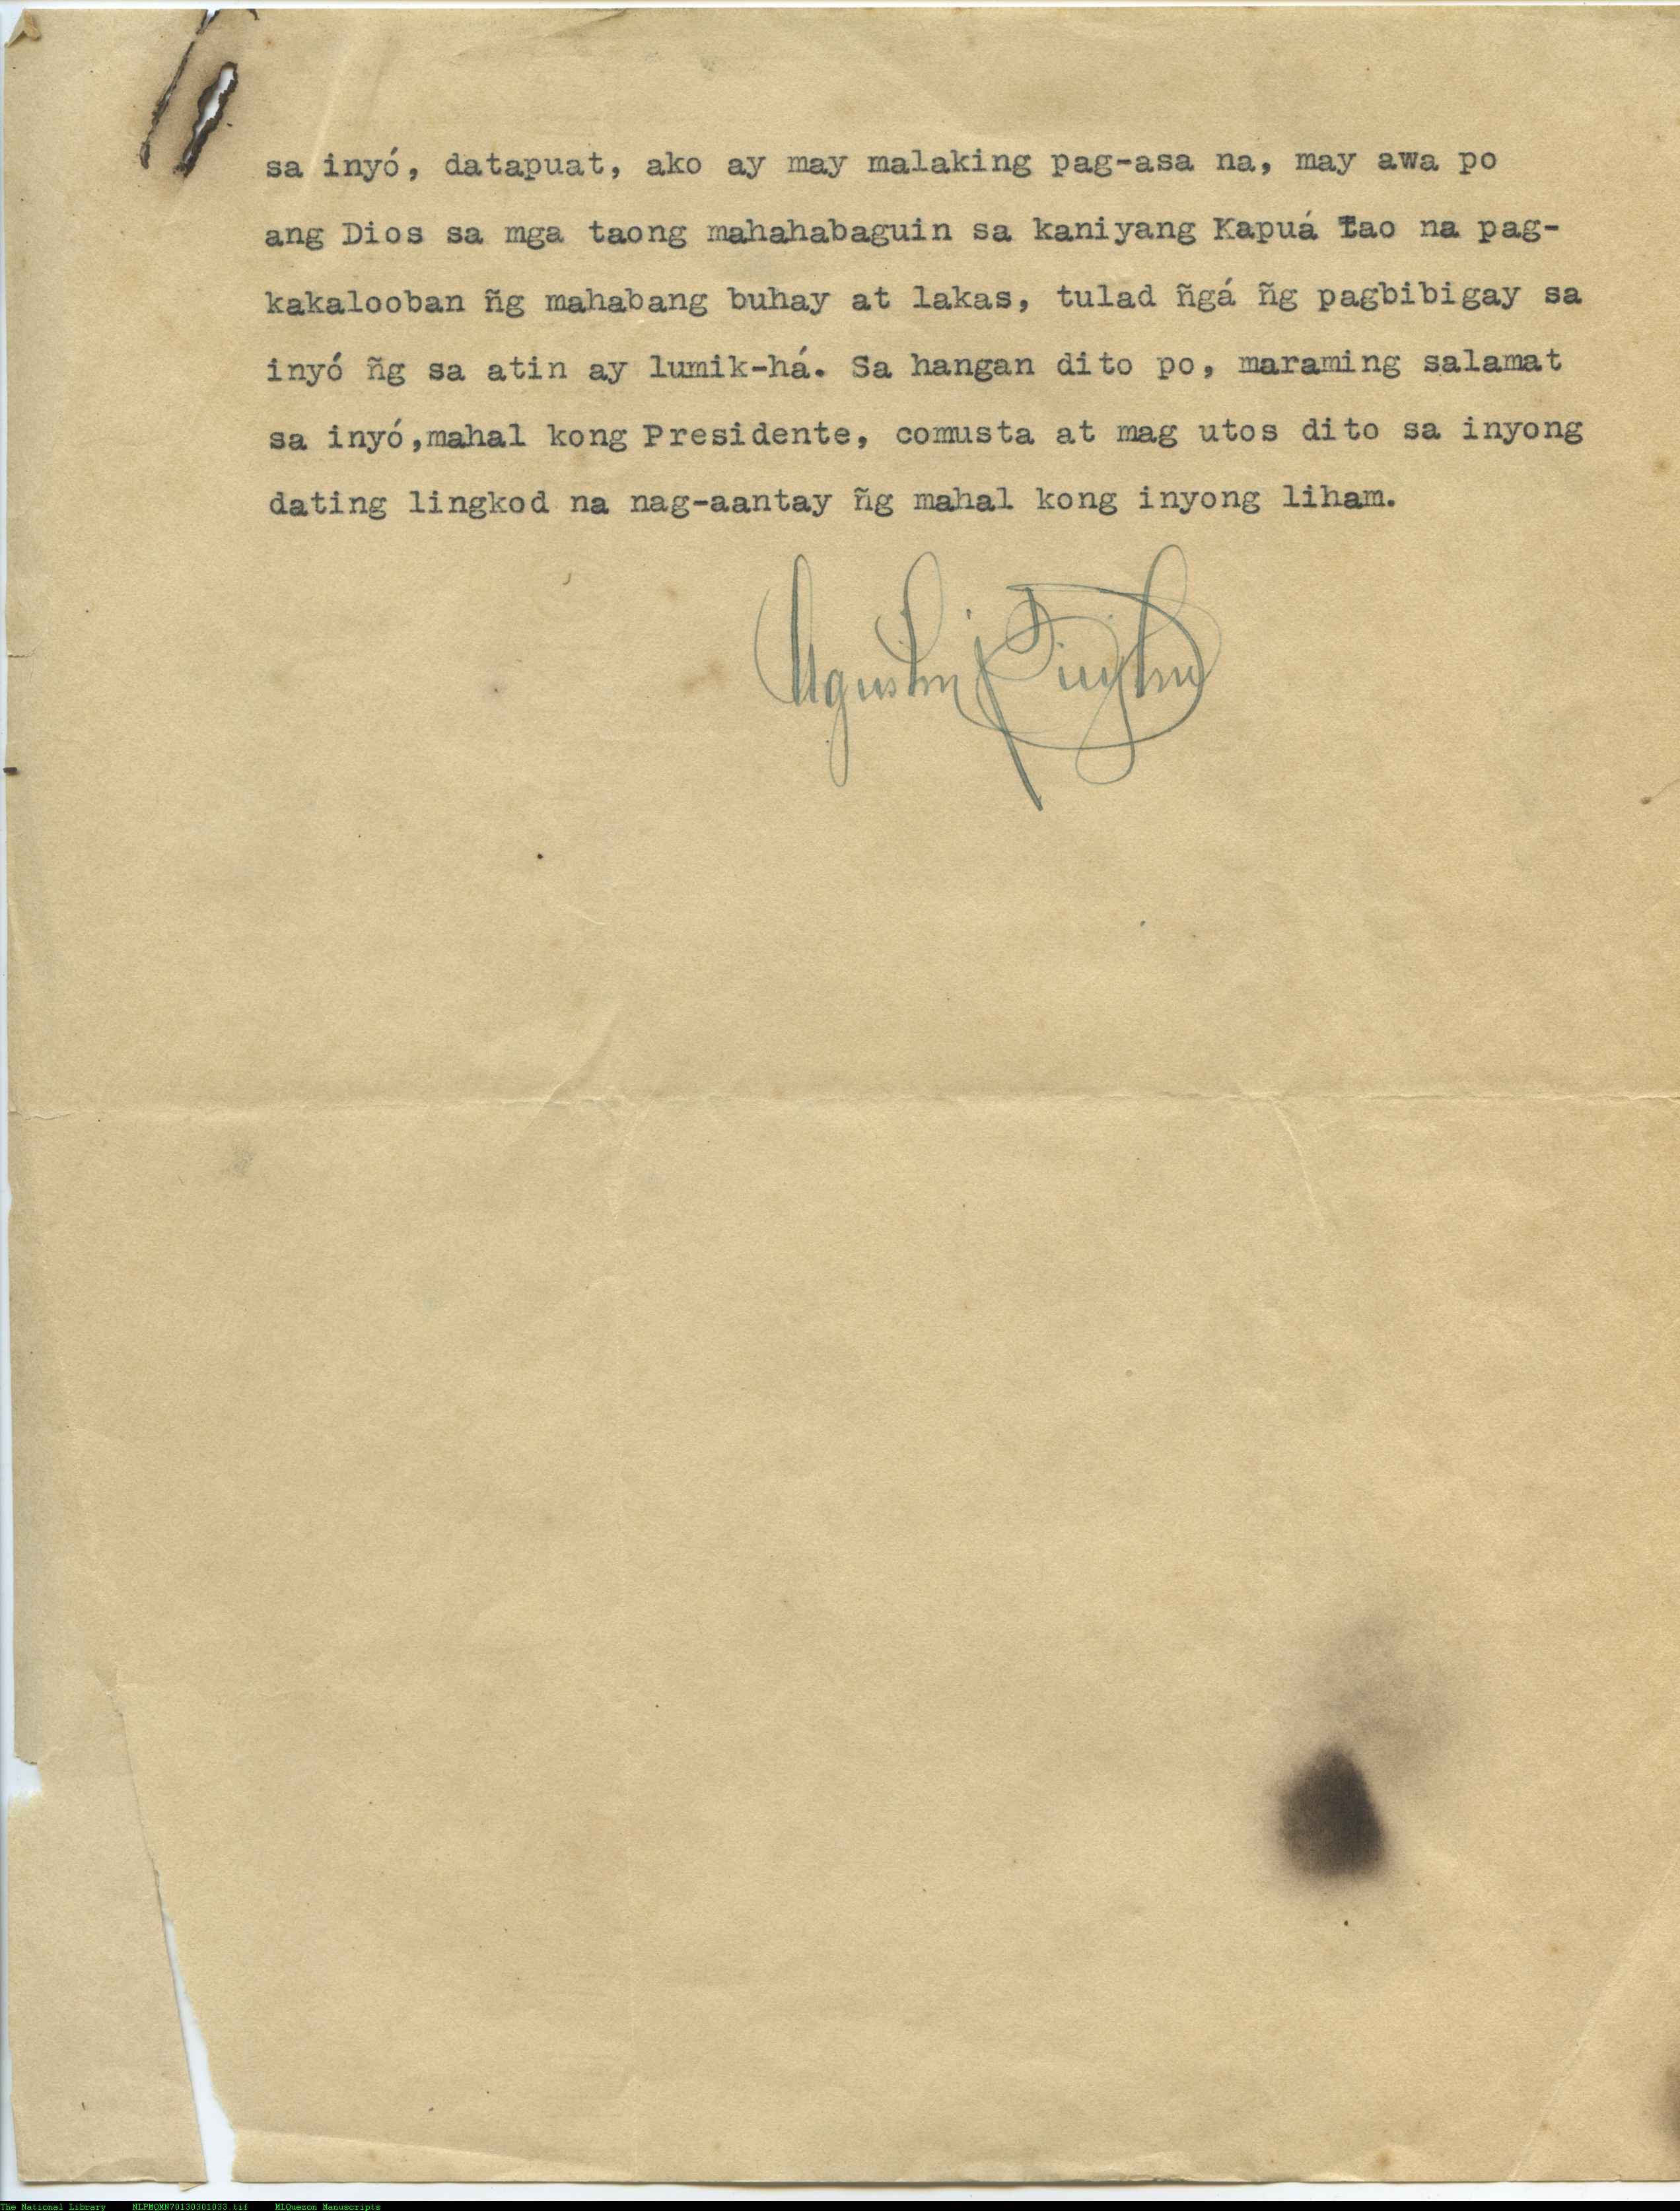 sa inyó, datapuat, ako ay may malaking pag-asa na, may awa po
ang Dios sa mga taong mahahabaguin sa kaniyang Kapuá tao na pag-
kakalooban ñg mahabang buhay at lakas, tulad ñgá ñg pagbibigay sa
inyó ñg sa atin ay lumik-há. Sa hangan dito po, maraming salamat
sa inyó,mahal kong Presidente, comusta at mag utos dito sa inyong
dating lingkod na nag-aantay ñg mahal kong inyong liham.
Agustin
The National Library NLPMQMN70130301033.tif MLQuezon Manuscripts